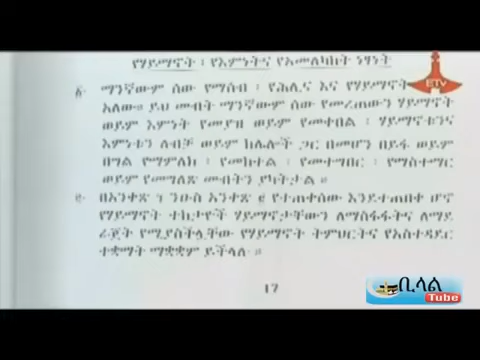 የሃይማኖት ፣ የእምነትና የአመለካከት ነፃነት
፩· ማንኛውም ሰው የማሰብ ፣ የሕሊና እና የሃይማኖት
አለው። ይህ መብት ማንኛውም ሰው የመረጠውን ሃይማኖት
ወይም እምነት የመያዝ ወይም የመቀበል ፣ ሃይማኖቱንና
እምነቱን ለብቻ ወይም ከሌሎች ጋር በመሆን በይፋ ወይም
በግል የማምለክ ፣ የመከተል ፣ የመተግበር ፣ የማስተማር
ወይም የመግለጽ መብትን ያካትታል ።
፪· በአንቀጽ ንዑስ አንቀጽ ፪ የተጠቀሰው እንደተጠበቀ ሆኖ
የሃይማኖት ተከታዮች ሃይማኖታቸውን ለማስፋፋትና ለማደ
ራጀት የሚያስችሏቸው የሃይማኖት ትምህርትና የአስተዳደር
ተቋማት ማቋቋም ይችላሉ ።
17
ETV
ቢላል
Tube